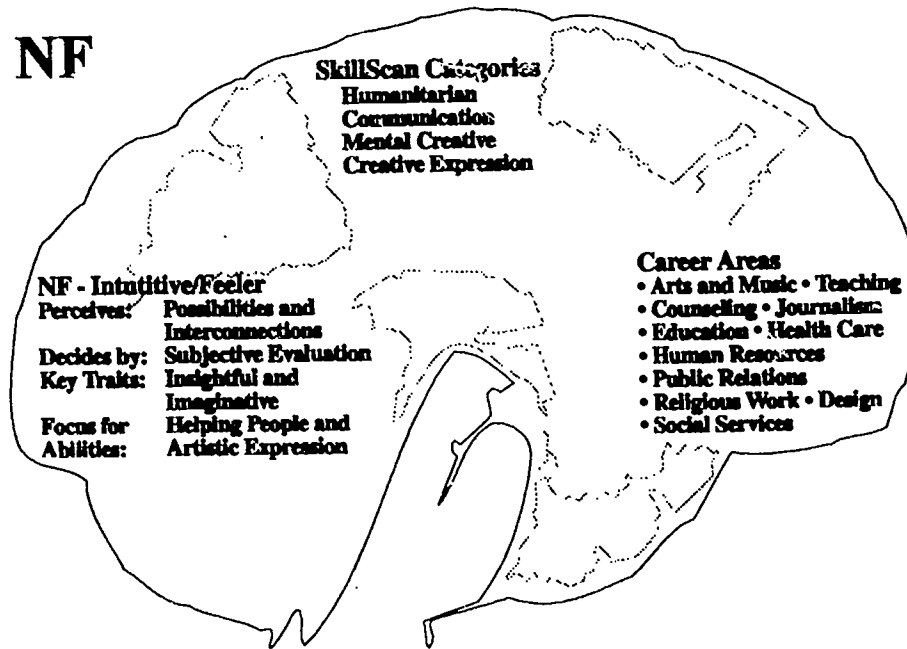 NF
SkillScan Categories
Humanitarian
Communication
Mental Creative
Creative Expression
NF - Intutitive/Feeler
Perceives: Possibilities and
Interconnections
Decides by: Subjective Evaluation
Key Traits: Insightful and
Imaginative
Focus for Helping People and
Abilities: Artistic Expression
Career Areas
• Arts and Music • Teaching
• Counseling • Journalism
• Education • Health Care
• Human Resources
• Public Relations
• Religious Work • Design
• Social Services